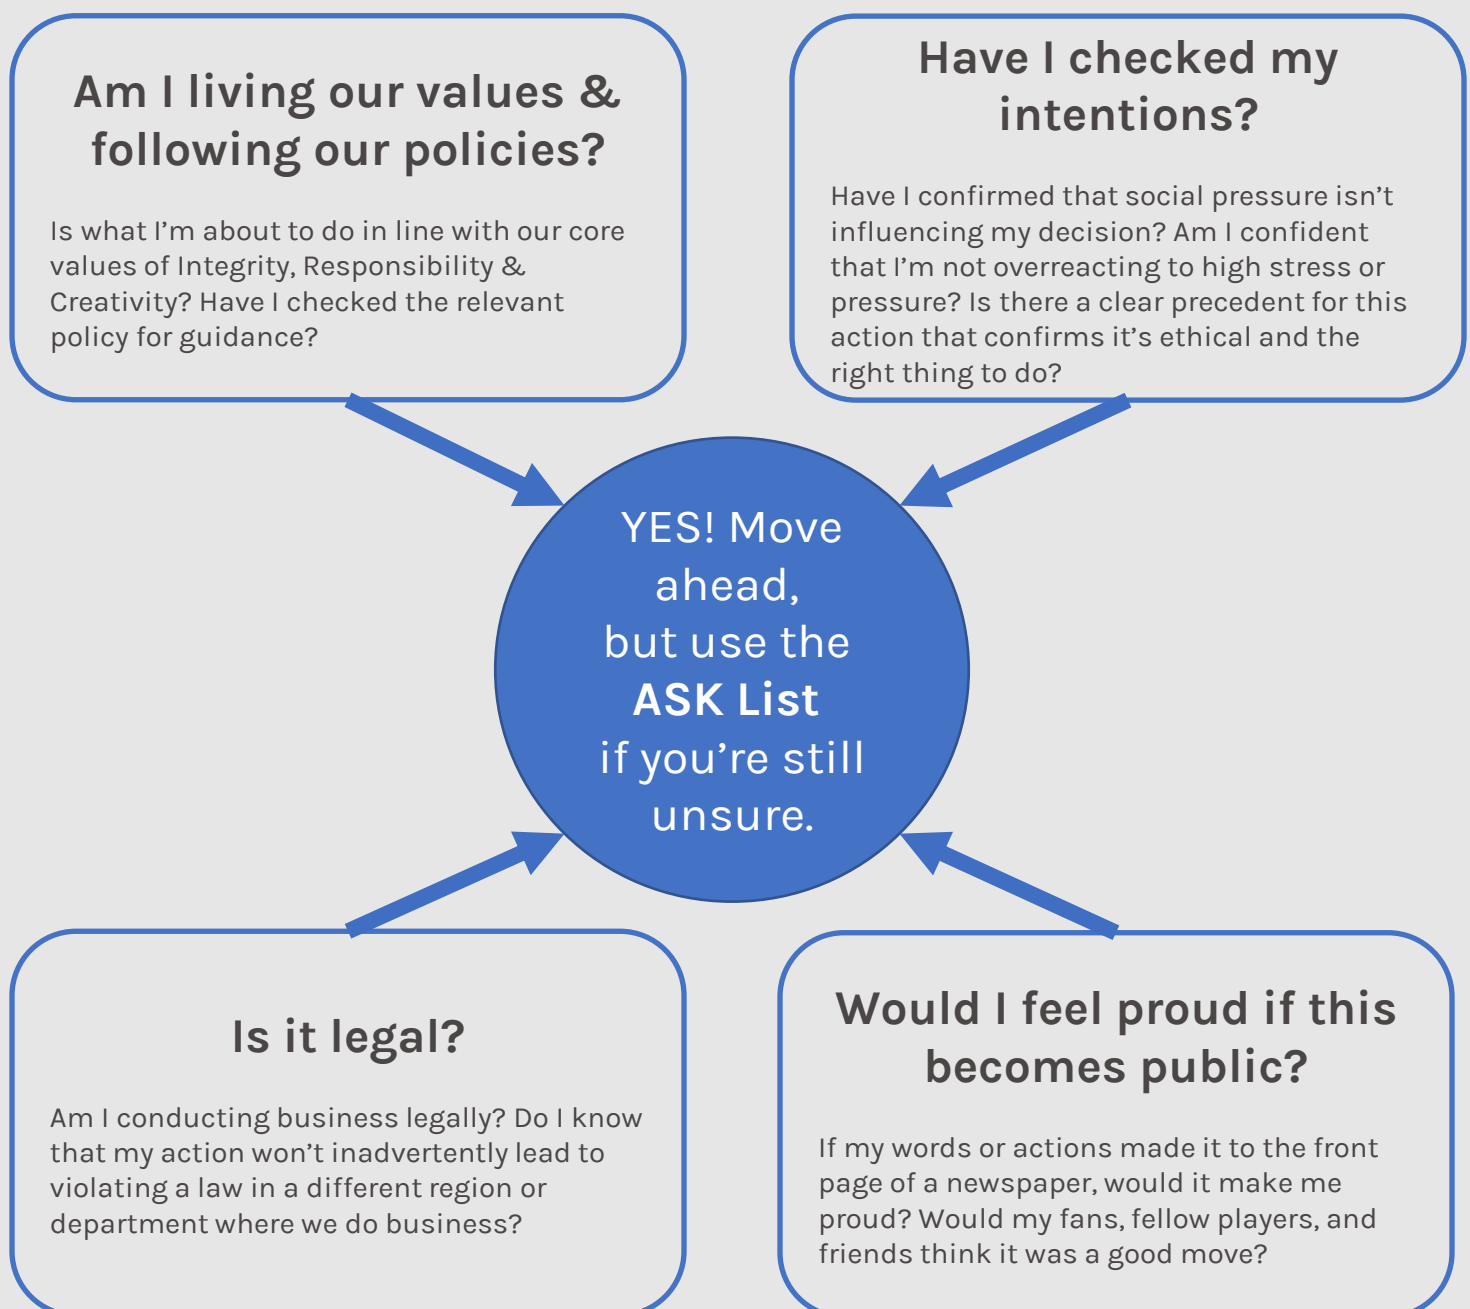 Am I living our values &
following our policies?
Is what I’m about to do in line with our core
values of Integrity, Responsibility &
Creativity? Have I checked the relevant
policy for guidance?
Have I checked my
intentions?
Have I confirmed that social pressure isn’t
influencing my decision? Am I confident
that I’m not overreacting to high stress or
pressure? Is there a clear precedent for this
action that confirms it’s ethical and the
right thing to do?
YES! Move
ahead,
but use the
ASK List
if you’re still
unsure.
Is it legal?
Am I conducting business legally? Do I know
that my action won’t inadvertently lead to
violating a law in a different region or
department where we do business?
Would I feel proud if this
becomes public?
If my words or actions made it to the front
page of a newspaper, would it make me
proud? Would my fans, fellow players, and
friends think it was a good move?